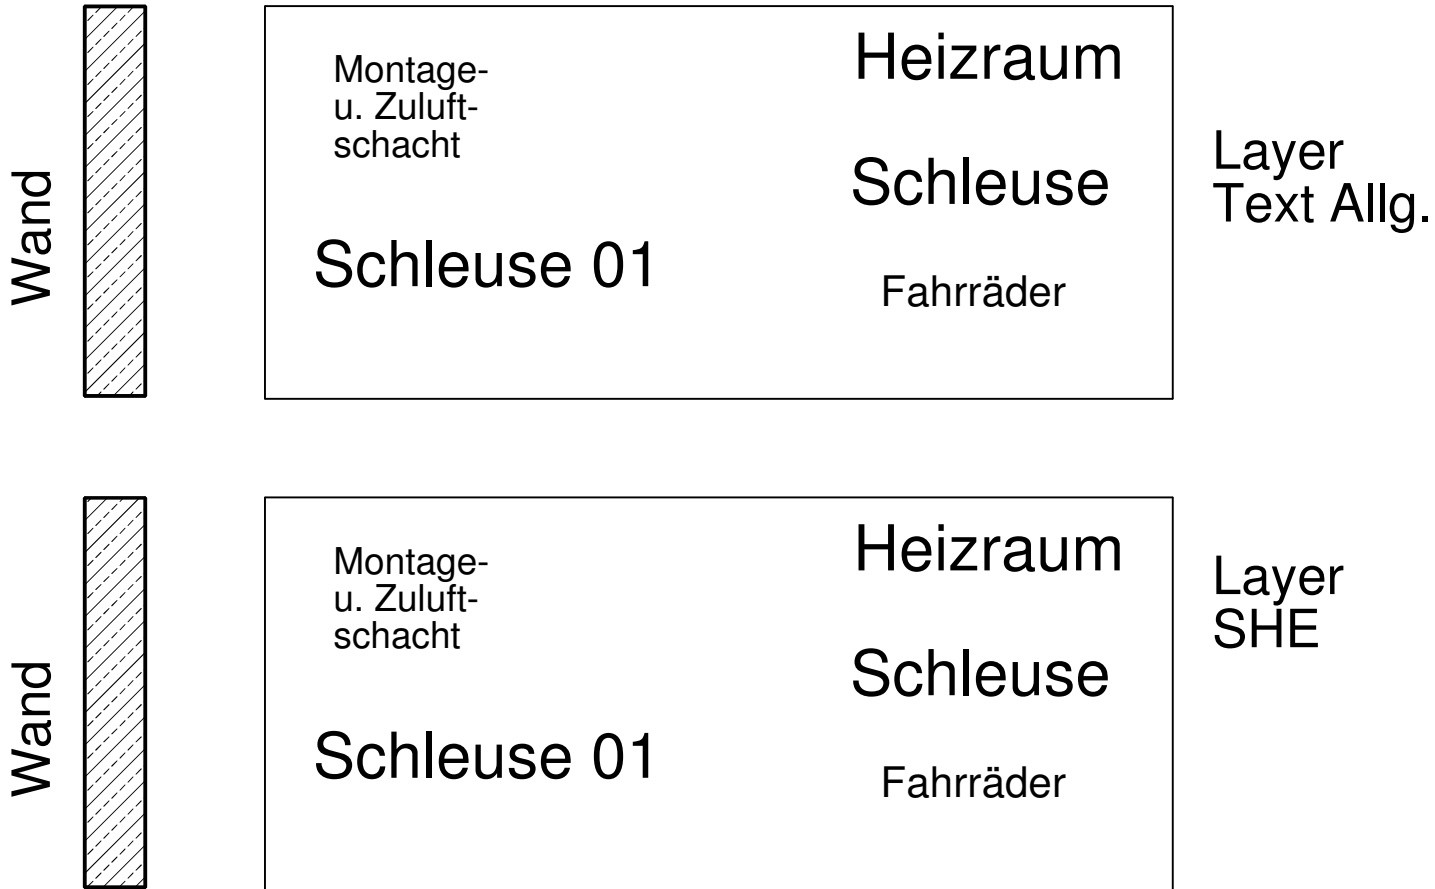 Wand
Montage-
u. Zuluft-
schacht
Schleuse 01
Heizraum
Schleuse
Fahrräder
Layer
Text Allg.
Wand
Montage-
u. Zuluft-
schacht
Schleuse 01
Heizraum
Schleuse
Fahrräder
Layer
SHE